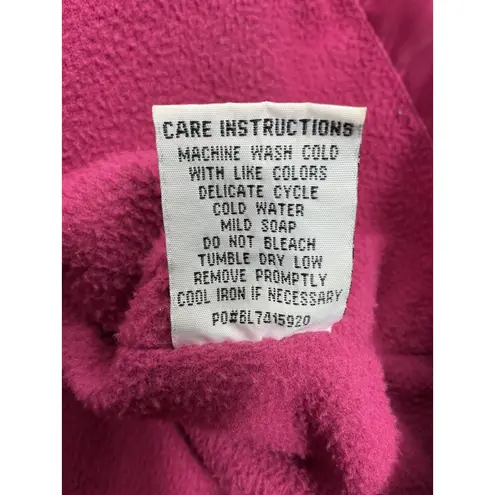 CARE INSTRUCTIONS
MACHINE WASH COLD
WITH LIKE COLORS
DELICATE CYCLE
COLD WATER
MILD SOAP
DO NOT BLEACH
TUMBLE DRY LOW
REMOVE PROMPTLY
COOL IRON IF NECESSARY
PO#BL7415920